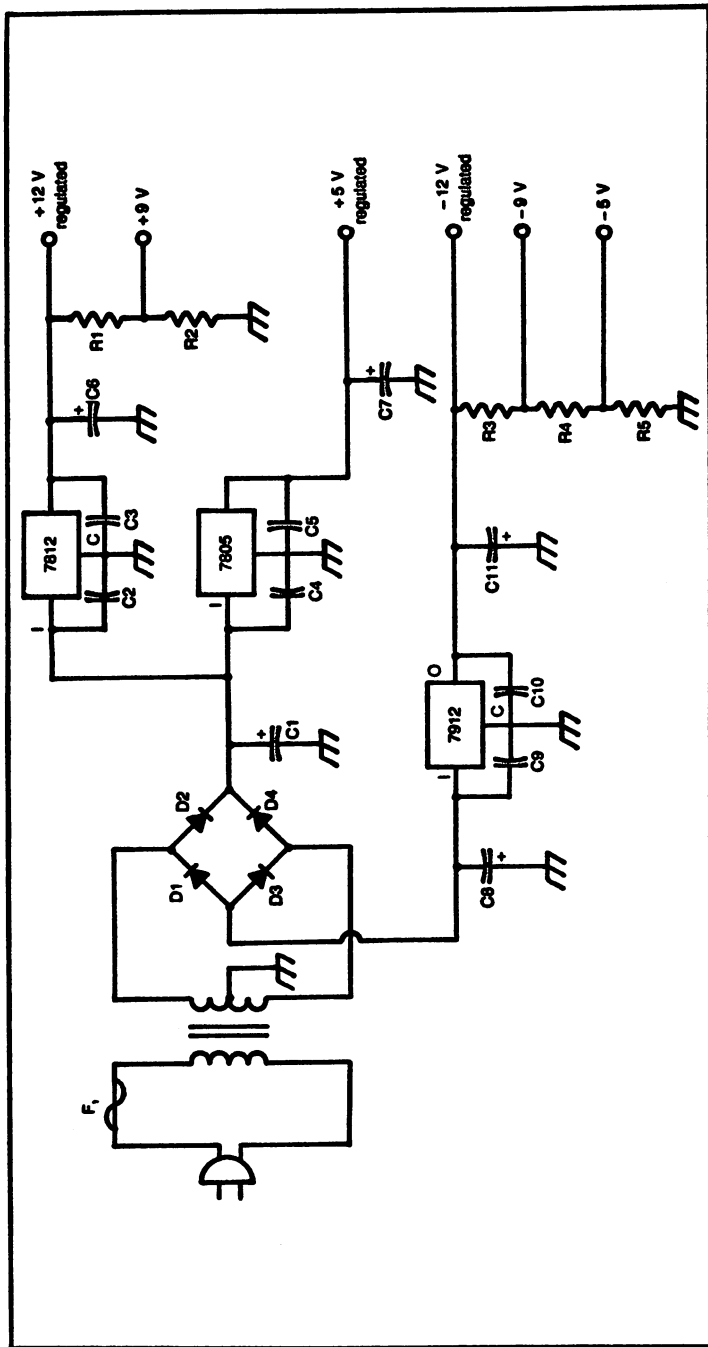 F₁
D1
D2
D3
D4
C1
+
I
7812
C
C2
C3
+
C6
+12 V
regulated
R1
+9 V
R2
I
7805
C4
C5
+
C7
+5 V
regulated
C8
+
I
7912
O
C
C9
C10
C11
+
−12 V
regulated
R3
−9 V
R4
−5 V
R5